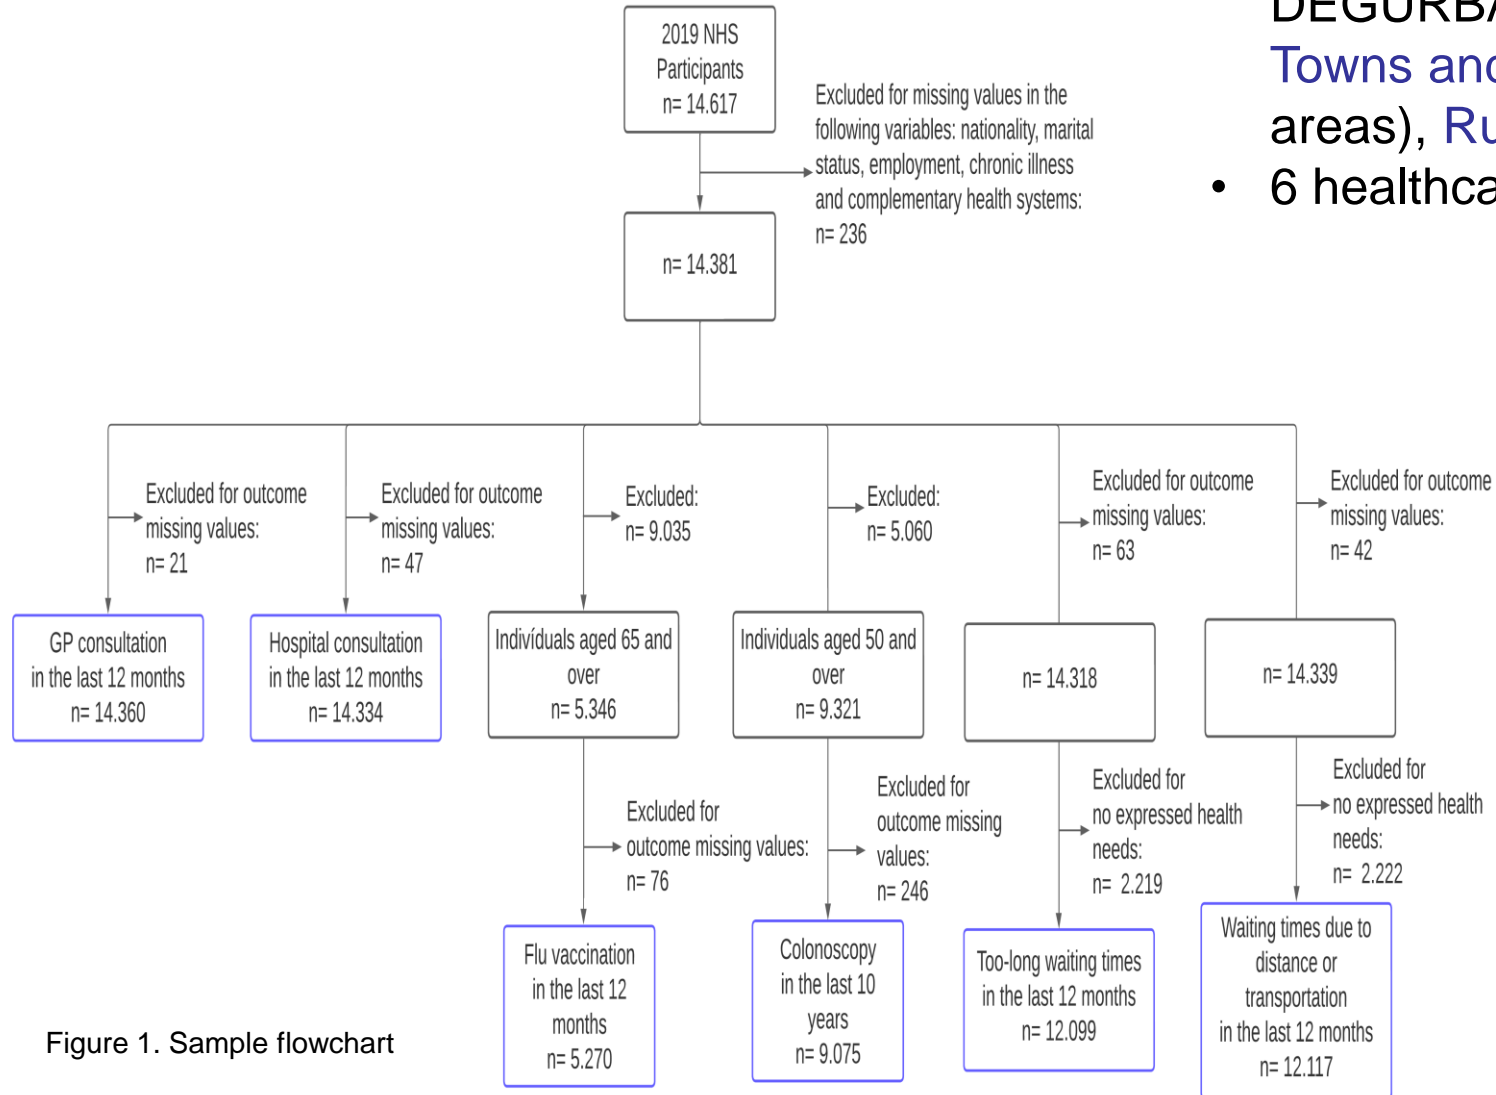 DEGURBA
Towns and
areas), Ru
• 6 healthca
2019 NHS
Participants
n= 14.617
Excluded for missing values in the
following variables: nationality, marital
status, employment, chronic illness
and complementary health systems:
n= 236
n= 14.381
Excluded for outcome
missing values:
n= 21
Excluded for outcome
missing values:
n= 47
Excluded:
n= 9.035
Excluded:
n= 5.060
Excluded for outcome
missing values:
n= 63
Excluded for outcome
missing values:
n= 42
GP consultation
in the last 12 months
n= 14.360
Hospital consultation
in the last 12 months
n= 14.334
Indivíduals aged 65 and
over
n= 5.346
Individuals aged 50 and
over
n= 9.321
n= 14.318
n= 14.339
Excluded for
outcome missing values:
n= 76
Excluded for
outcome missing
values:
n= 246
Excluded for
no expressed health
needs:
n= 2.219
Excluded for
no expressed health
needs:
n= 2.222
Flu vaccination
in the last 12
months
n= 5.270
Colonoscopy
in the last 10
years
n= 9.075
Too-long waiting times
in the last 12 months
n= 12.099
Waiting times due to
distance or
transportation
in the last 12 months
n= 12.117
Figure 1. Sample flowchart